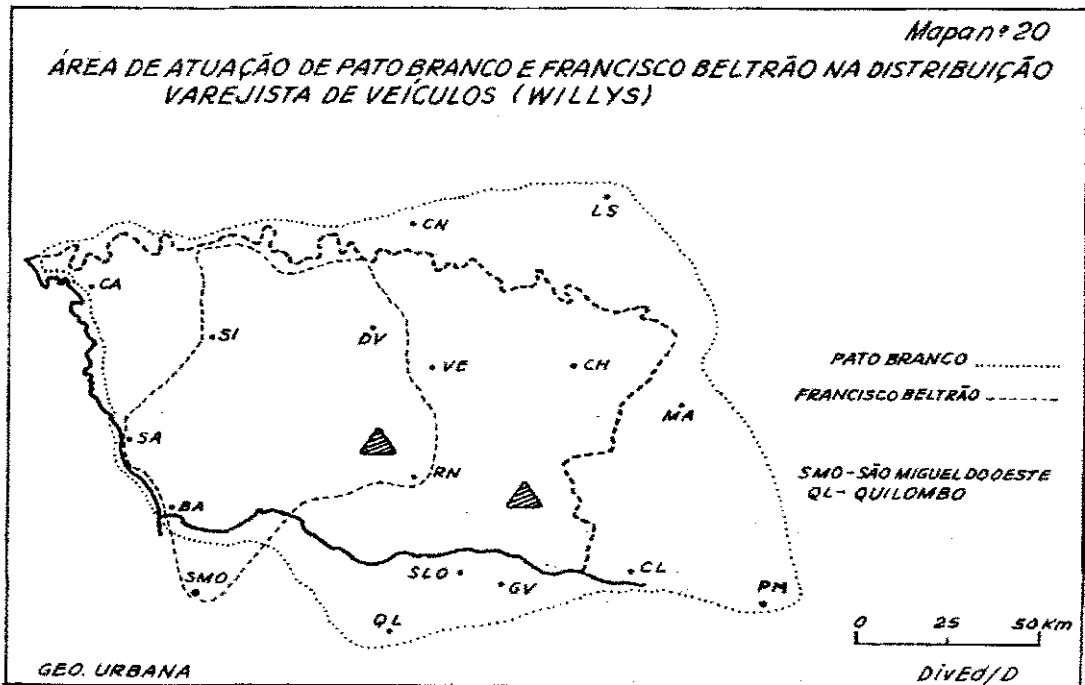 Mapa nº 20
ÁREA DE ATUAÇÃO DE PATO BRANCO E FRANCISCO BELTRÃO NA DISTRIBUIÇÃO
VAREJISTA DE VEÍCULOS (WILLYS)
LS
CN
CA
SI
DV
VE
CH
PATO BRANCO
FRANCISCO BELTRÃO
MA
SA
RN
SMO-SÃO MIGUEL DO OESTE
QL-QUILOMBO
BA
SMO
SLO
GV
CL
PM
QL
0 25 50 Km
GEO. URBANA
DivEd/D